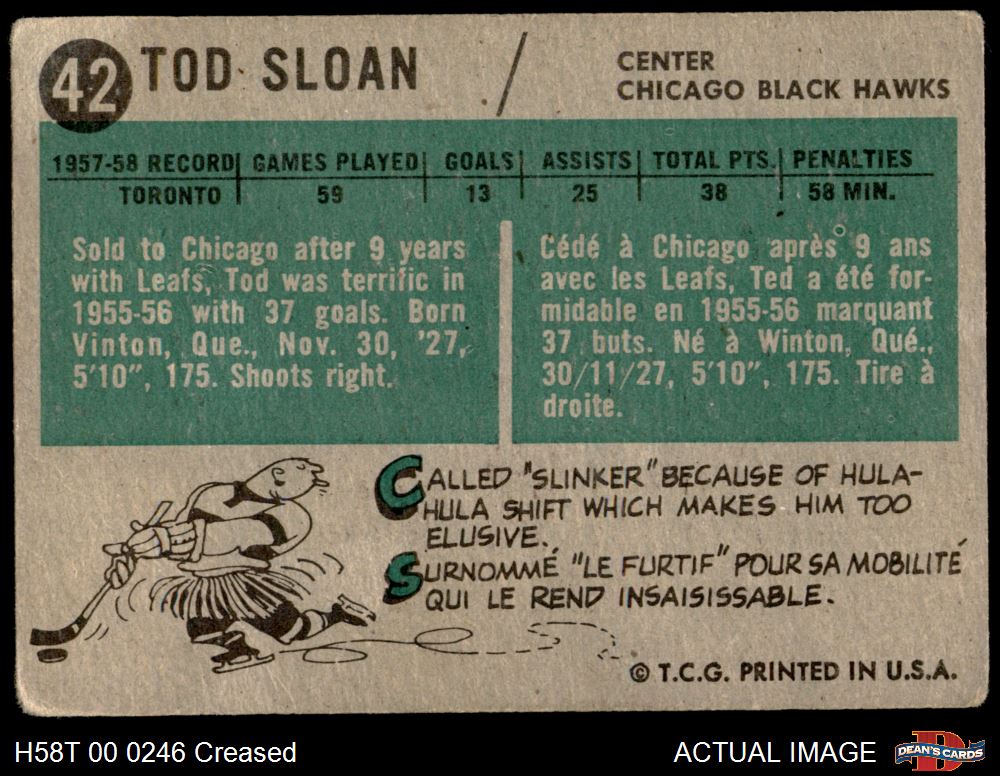 42 TOD SLOAN / CENTER
CHICAGO BLACK HAWKS
1957-58 RECORD GAMES PLAYED GOALS ASSISTS TOTAL PTS. PENALTIES
TORONTO 59 13 25 38 58 MIN.
Sold to Chicago after 9 years
with Leafs, Tod was terrific in
1955-56 with 37 goals. Born
Vinton, Que., Nov. 30, '27,
5'10", 175. Shoots right.
Cédé à Chicago après 9 ans
avec les Leafs, Ted a été for-
midable en 1955-56 marquant
37 buts. Né à Winton, Qué.,
30/11/27, 5'10", 175. Tire à
droite.
CALLED "SLINKER" BECAUSE OF HULA-
HULA SHIFT WHICH MAKES HIM TOO
ELUSIVE.
SURNOMMÉ "LE FURTIF" POUR SA MOBILITÉ
QUI LE REND INSAISISSABLE.
© T.C.G. PRINTED IN U.S.A.
H58T 00 0246 Creased
ACTUAL IMAGE
DEAN'S CARDS